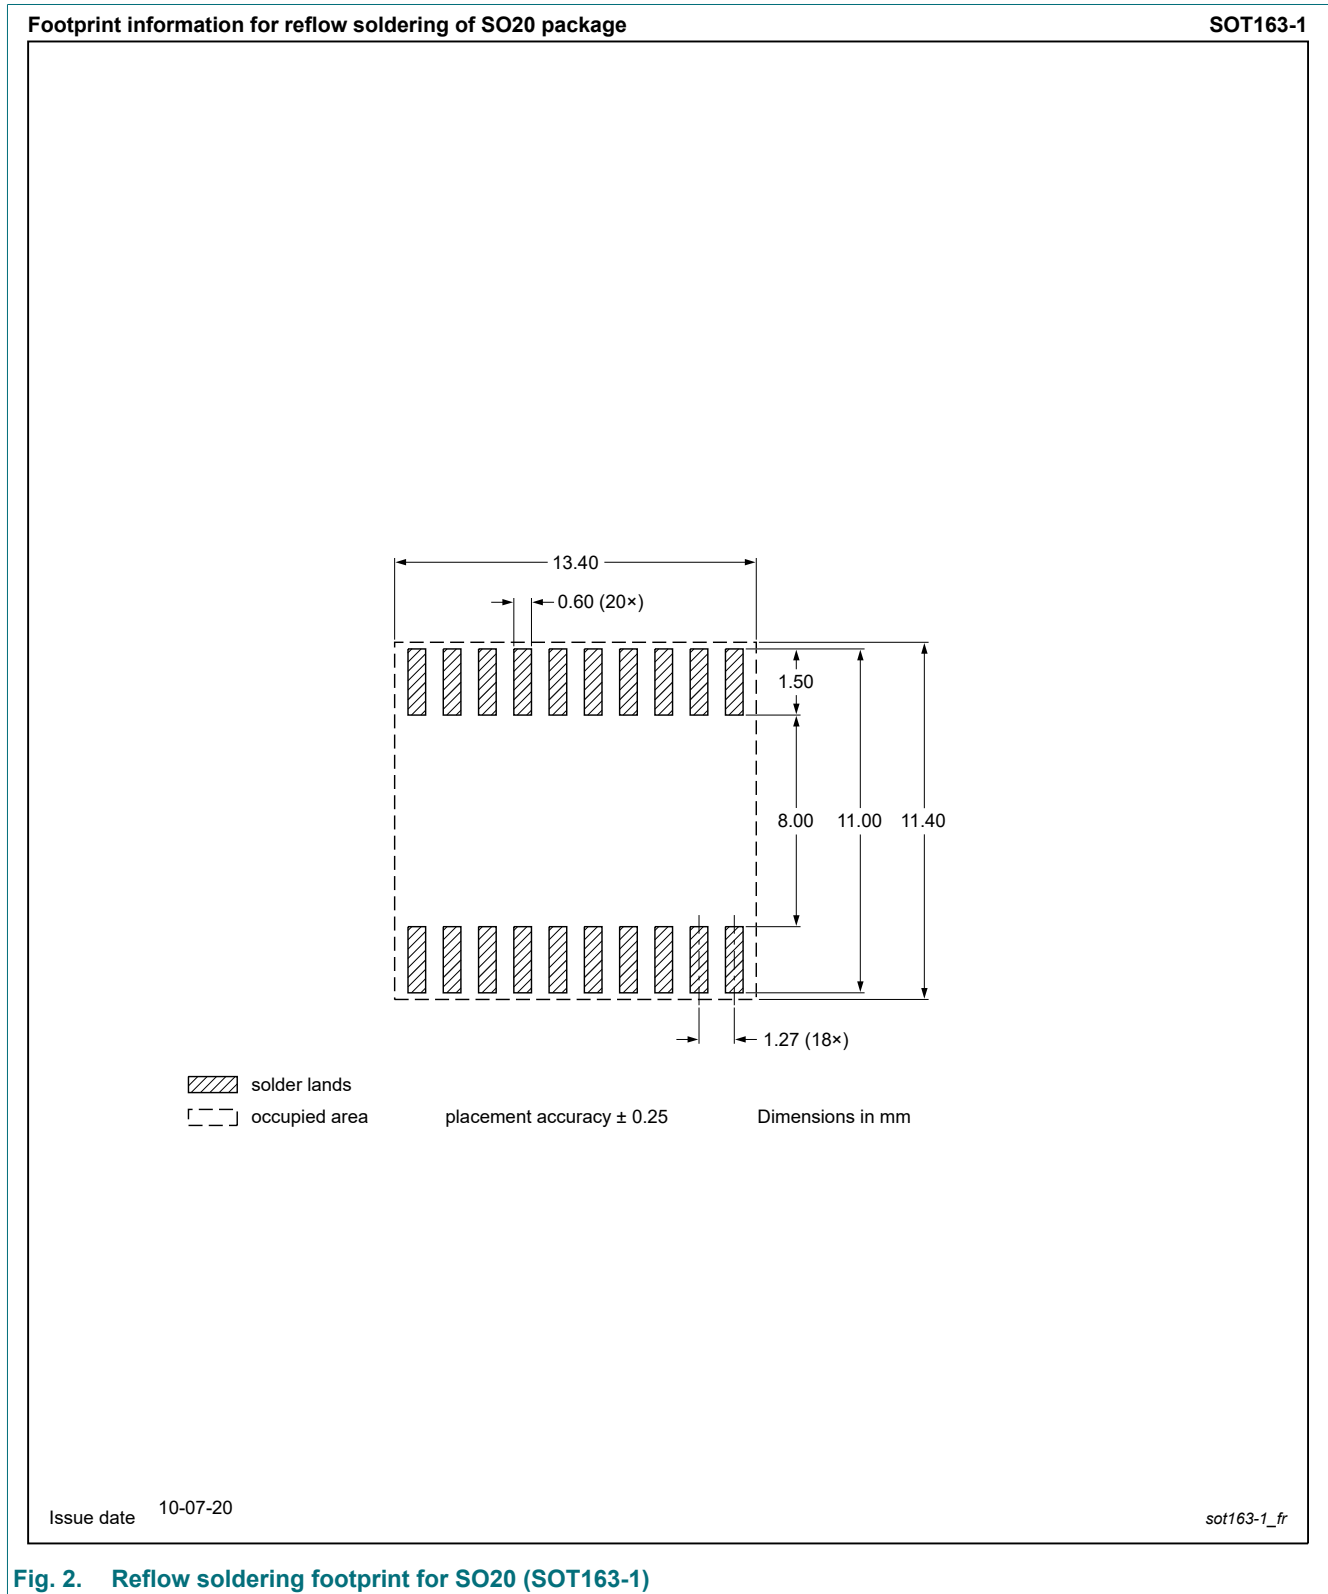 Footprint information for reflow soldering of SO20 package SOT163-1
13.40
0.60 (20×)
1.50
8.00 11.00 11.40
1.27 (18×)
solder lands
occupied area placement accuracy ± 0.25 Dimensions in mm
Issue date 10-07-20 sot163-1_fr
Fig. 2. Reflow soldering footprint for SO20 (SOT163-1)